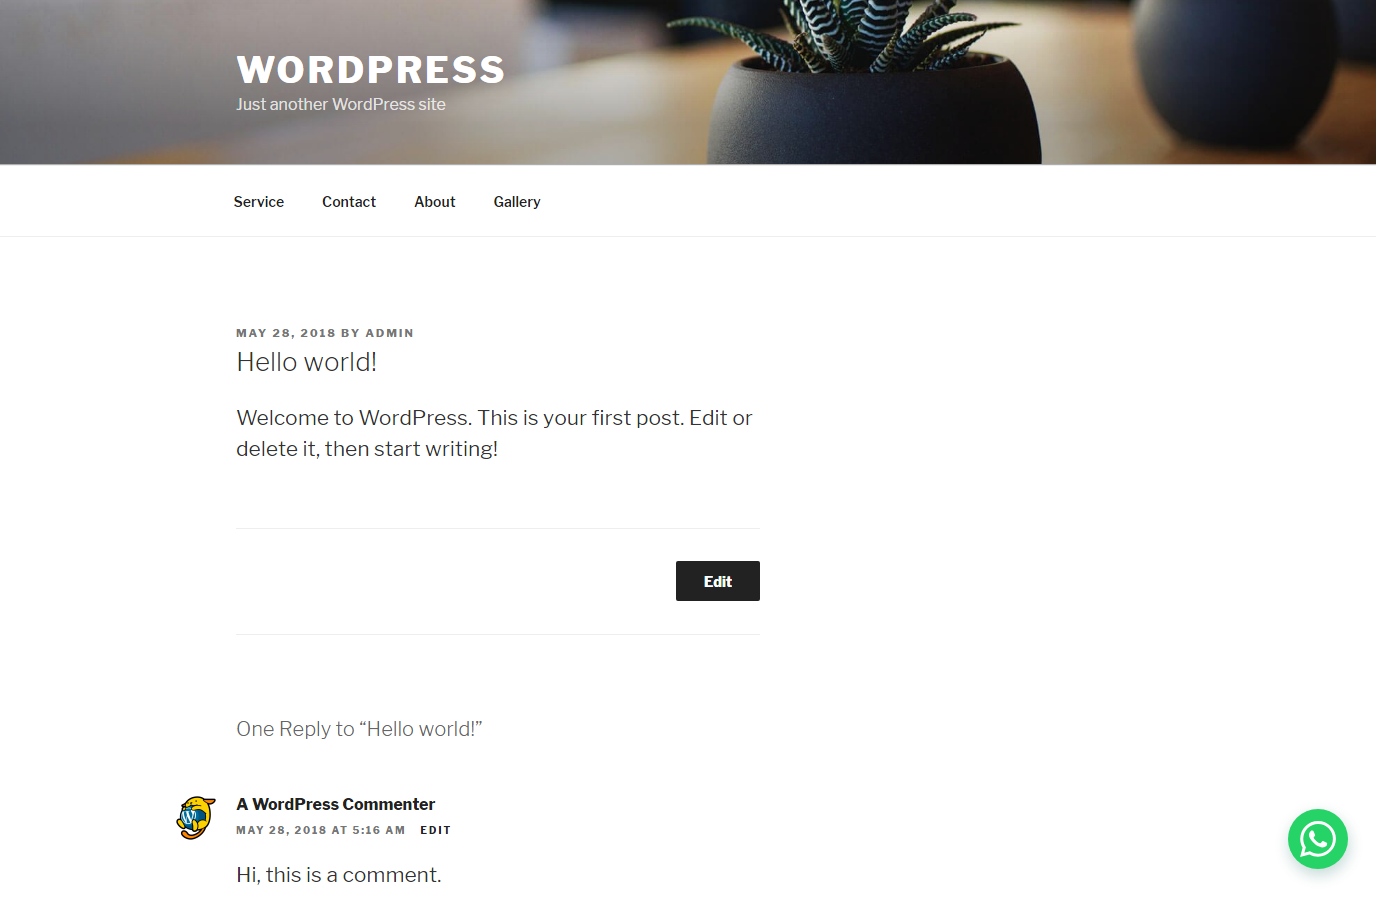 WORDPRESS
Just another WordPress site
Service Contact About Gallery
MAY 28, 2018 BY ADMIN
Hello world!
Welcome to WordPress. This is your first post. Edit or
delete it, then start writing!
Edit
One Reply to “Hello world!”
A WordPress Commenter
MAY 28, 2018 AT 5:16 AM EDIT
Hi, this is a comment.